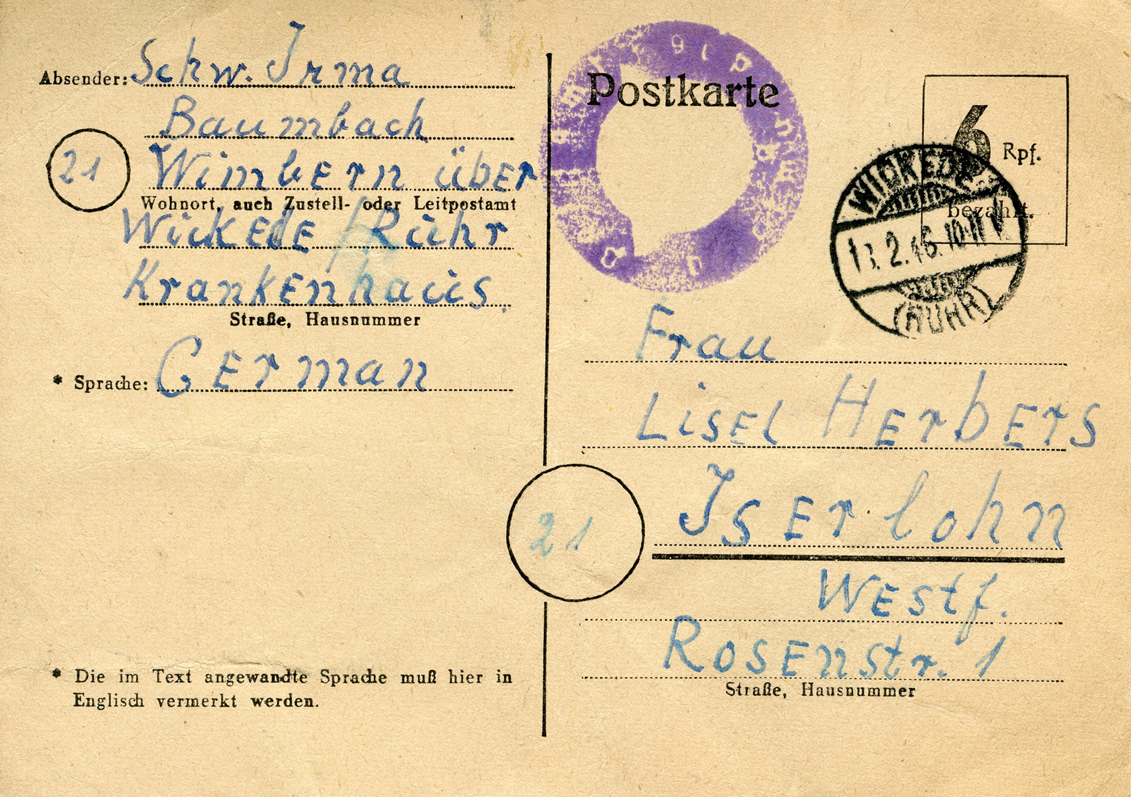 Absender: Schw. Irma
Baumbach
21
Wimbern über
Wohnort, auch Zustell- oder Leitpostamt
Wickede / Ruhr
Krankenhaus.
Straße, Hausnummer
* Sprache: German
* Die im Text angewandte Sprache muß hier in
Englisch vermerkt werden.
Postkarte
6 Rpf.
bezahlt.
WICKEDE
2.46.10-11V
(RUHR)
Frau
Lisel Herbers
21
Iserlohn
Westf.
Rosenstr. 1
Straße, Hausnummer